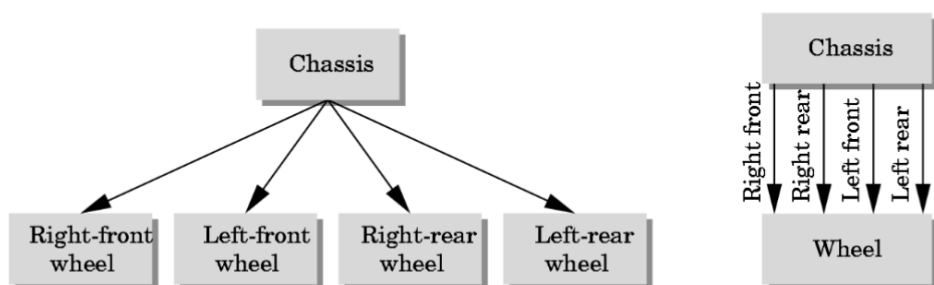 Chassis
Right-front
wheel
Left-front
wheel
Right-rear
wheel
Left-rear
wheel
Chassis
Right front
Right rear
Left front
Left rear
Wheel